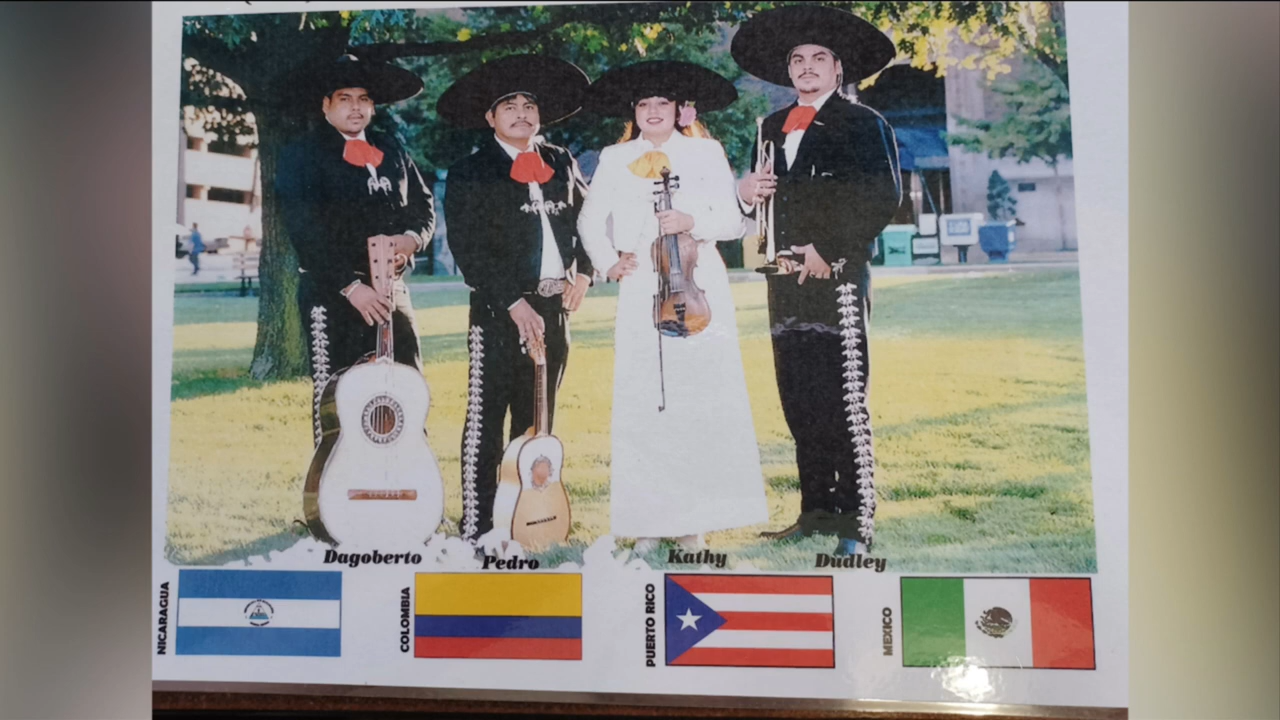 Dagoberto
Pedro
Kathy
Dudley
NICARAGUA
COLOMBIA
PUERTO RICO
MEXICO